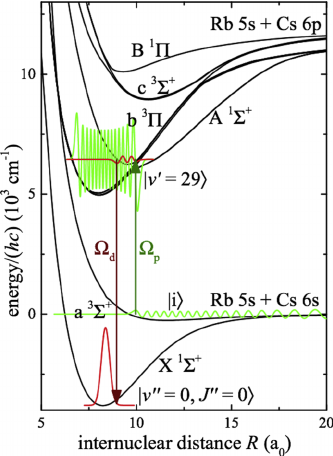 Rb 5s + Cs 6p
B ¹Π
c ³Σ⁺
b ³Π
A ¹Σ⁺
|v' = 29⟩
Ω_d
Ω_p
|i⟩
Rb 5s + Cs 6s
a ³Σ⁺
X ¹Σ⁺
|v'' = 0, J'' = 0⟩
10
5
0
5 10 15 20
energy/(hc) (10³ cm⁻¹)
internuclear distance R (a₀)